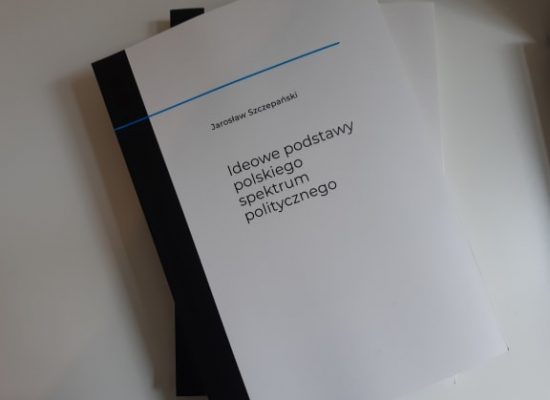 Jarosław Szczepański
Ideowe podstawy
polskiego
spektrum
politycznego